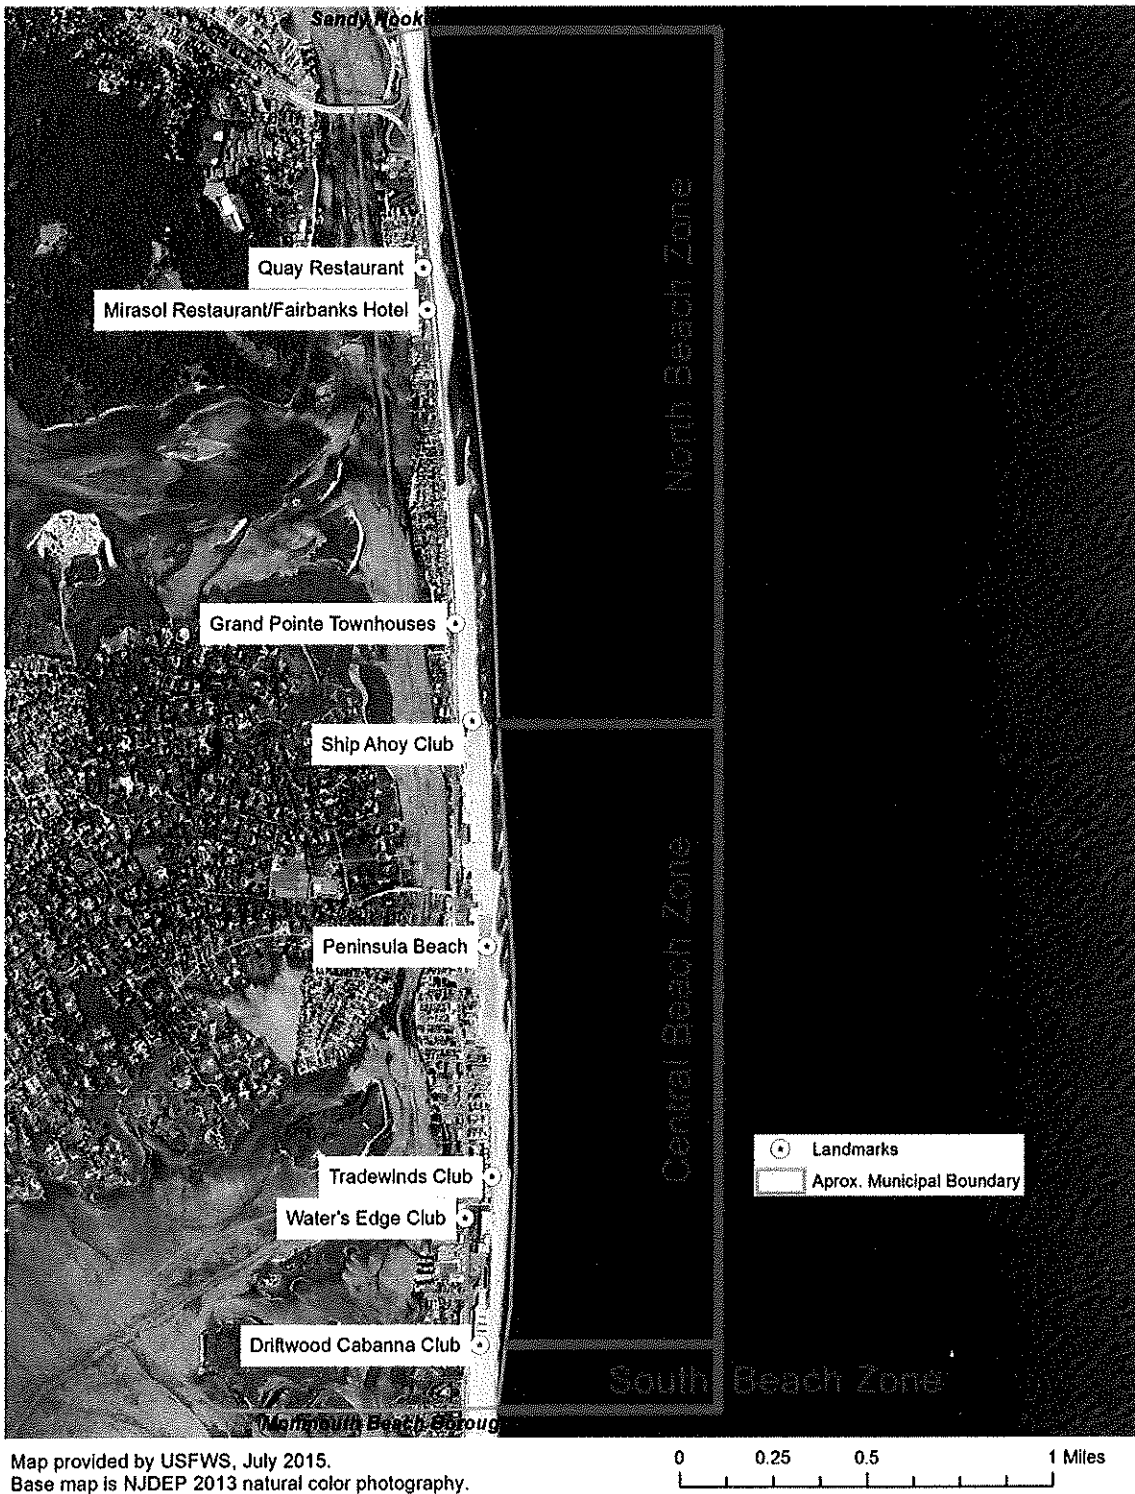 Sandy Hook
North Beach Zone
Quay Restaurant
Mirasol Restaurant/Fairbanks Hotel
Grand Pointe Townhouses
Ship Ahoy Club
Central Beach Zone
Peninsula Beach
Landmarks
Aprox. Municipal Boundary
Tradewinds Club
Water's Edge Club
Driftwood Cabanna Club
South Beach Zone
Monmouth Beach Boroug
Map provided by USFWS, July 2015.
Base map is NJDEP 2013 natural color photography.
0 0.25 0.5 1 Miles